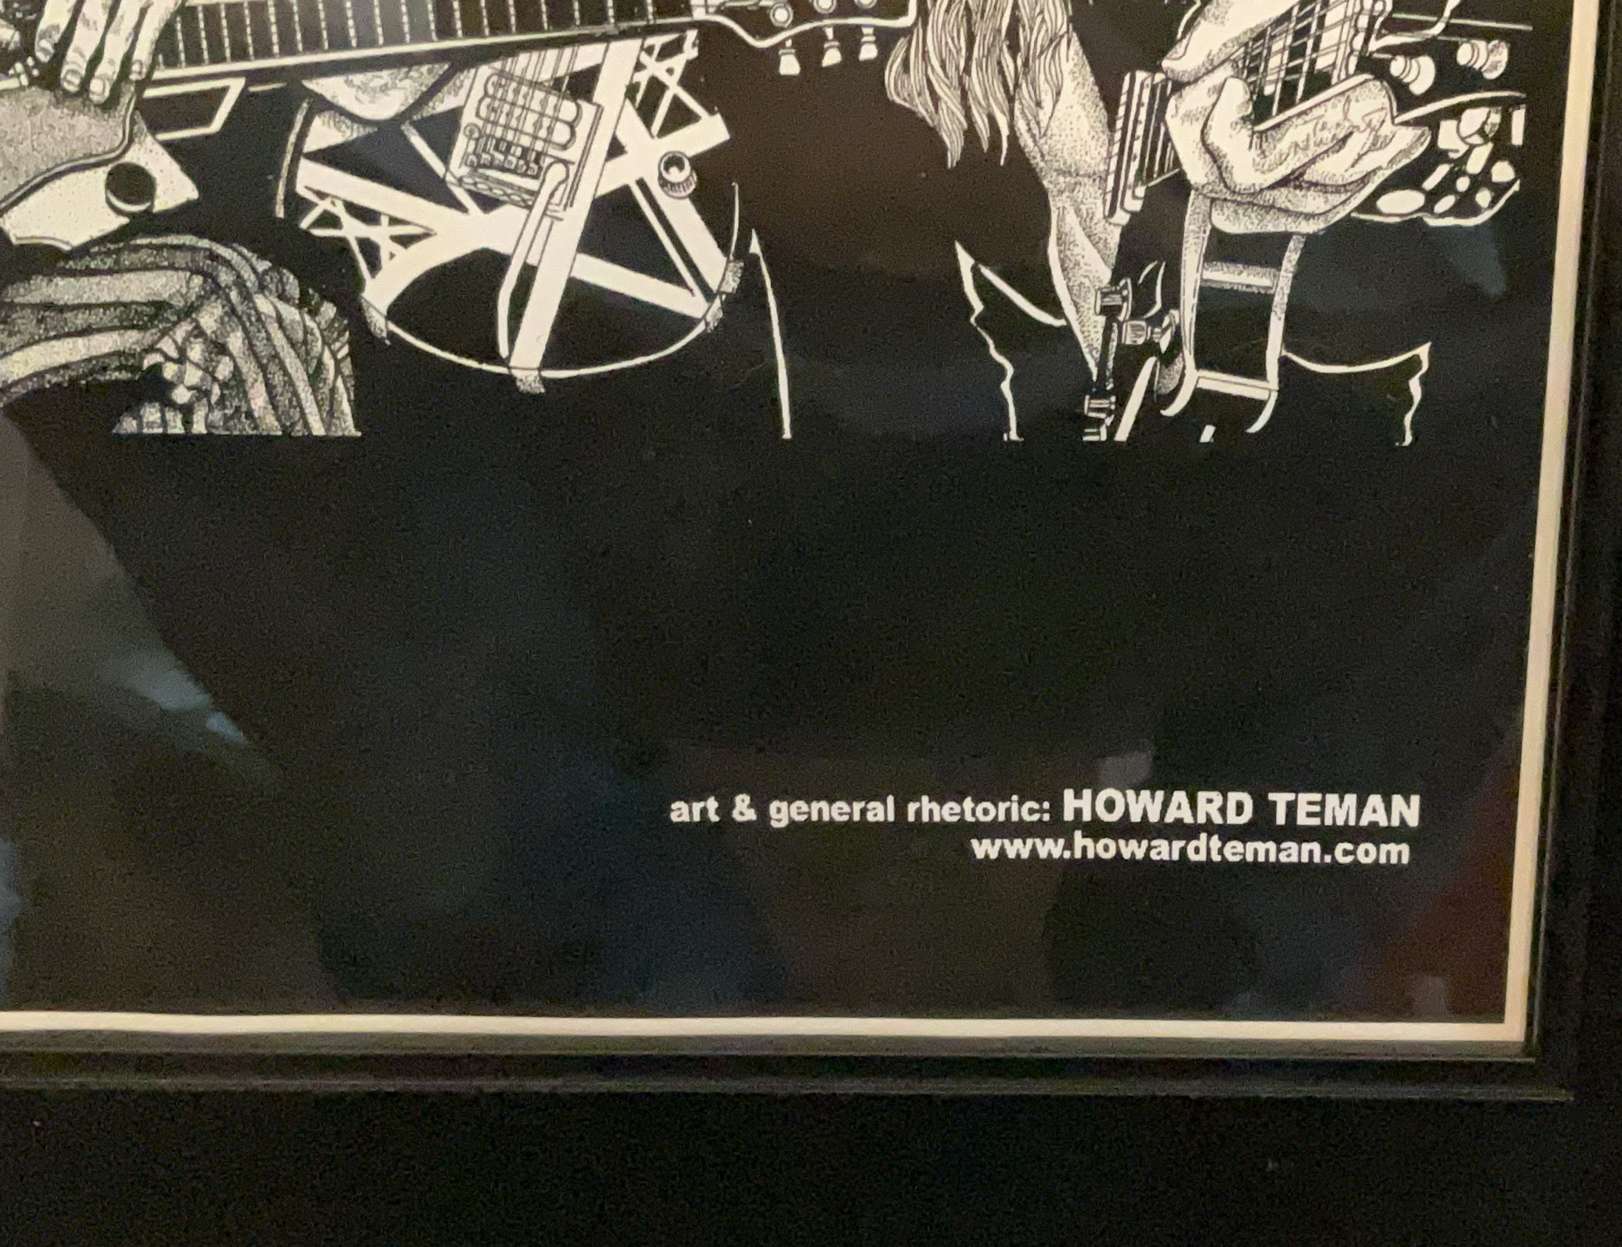 art & general rhetoric: HOWARD TEMAN
www.howardteman.com